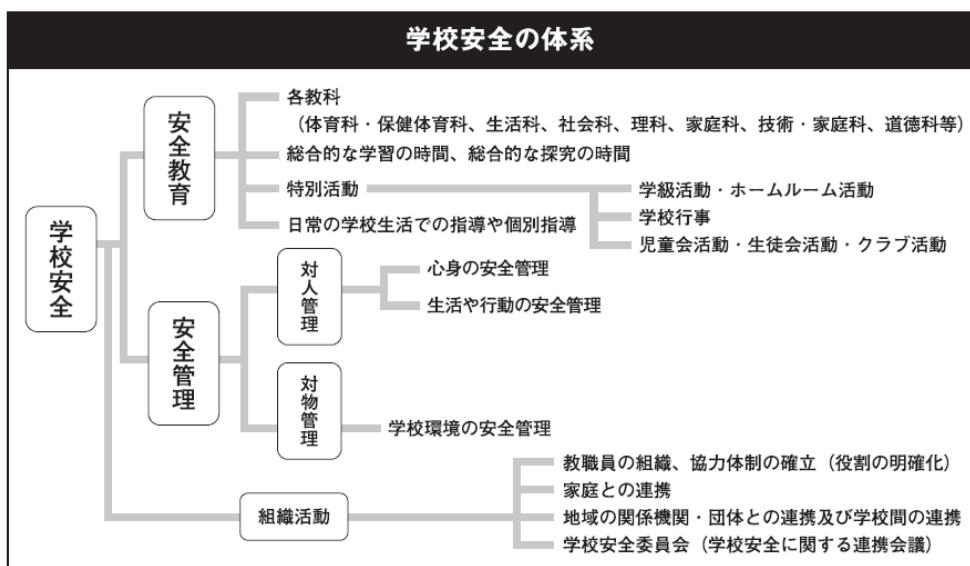 学校安全の体系
学校安全
安全教育
各教科
（体育科・保健体育科、生活科、社会科、理科、家庭科、技術・家庭科、道徳科等）
総合的な学習の時間、総合的な探究の時間
特別活動
学級活動・ホームルーム活動
学校行事
児童会活動・生徒会活動・クラブ活動
日常の学校生活での指導や個別指導
安全管理
対人管理
心身の安全管理
生活や行動の安全管理
対物管理
学校環境の安全管理
組織活動
教職員の組織、協力体制の確立（役割の明確化）
家庭との連携
地域の関係機関・団体との連携及び学校間の連携
学校安全委員会（学校安全に関する連携会議）